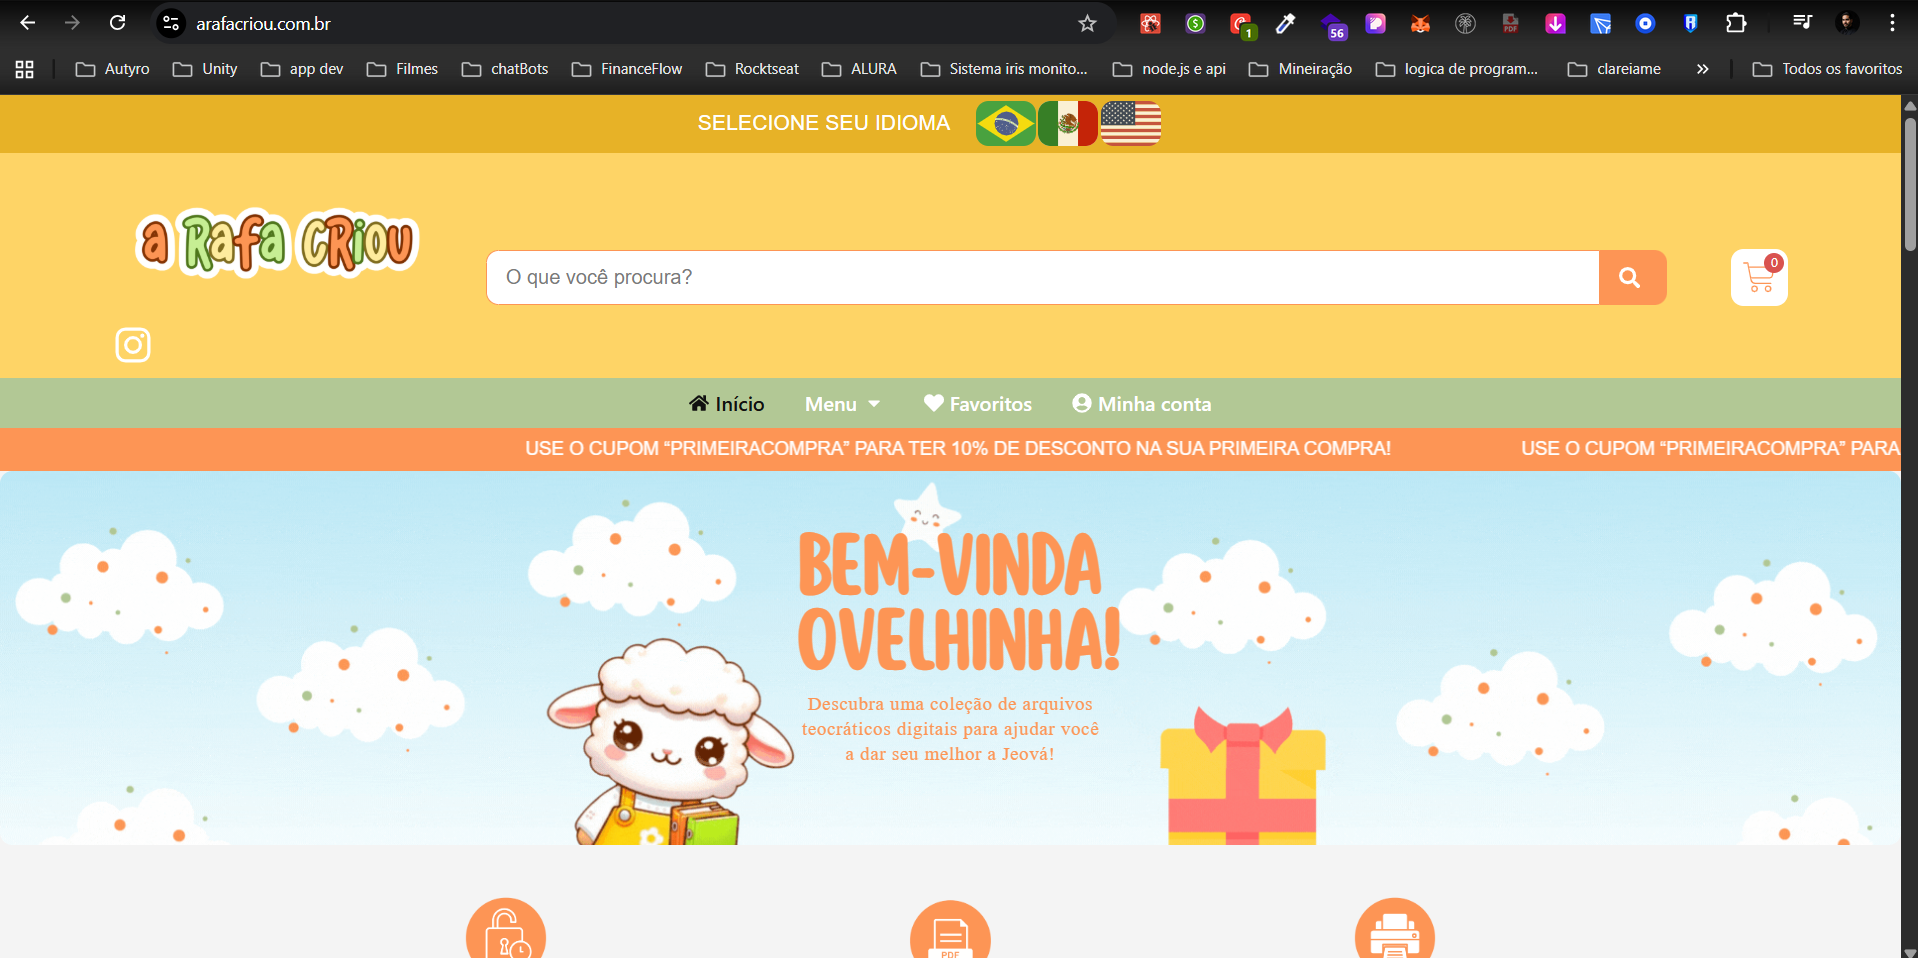 arafacriou.com.br
1
56
PDF
Autyro
Unity
app dev
Filmes
chatBots
FinanceFlow
Rocktseat
ALURA
Sistema iris monito...
node.js e api
Mineiração
logica de program...
clareiame
Todos os favoritos
SELECIONE SEU IDIOMA
a Rafa CRiou
O que você procura?
0
Início
Menu
Favoritos
Minha conta
USE O CUPOM “PRIMEIRACOMPRA” PARA TER 10% DE DESCONTO NA SUA PRIMEIRA COMPRA!
USE O CUPOM “PRIMEIRACOMPRA” PARA
BEM-VINDA
OVELHINHA!
Descubra uma coleção de arquivos
teocráticos digitais para ajudar você
a dar seu melhor a Jeová!
PDF